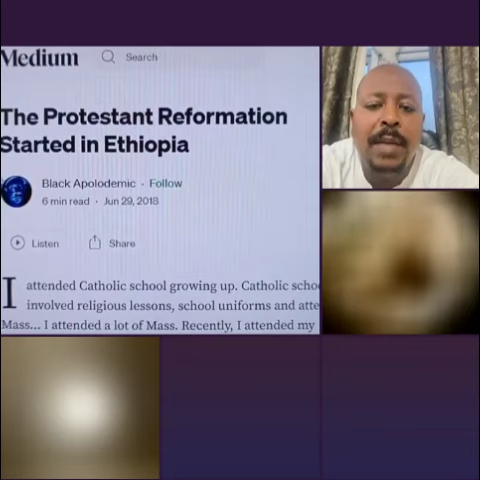 Medium
Search
The Protestant Reformation
Started in Ethiopia
Black Apolodemic · Follow
6 min read · Jun 29, 2018
Listen
Share
I attended Catholic school growing up. Catholic scho
involved religious lessons, school uniforms and atte
Mass... I attended a lot of Mass. Recently, I attended my